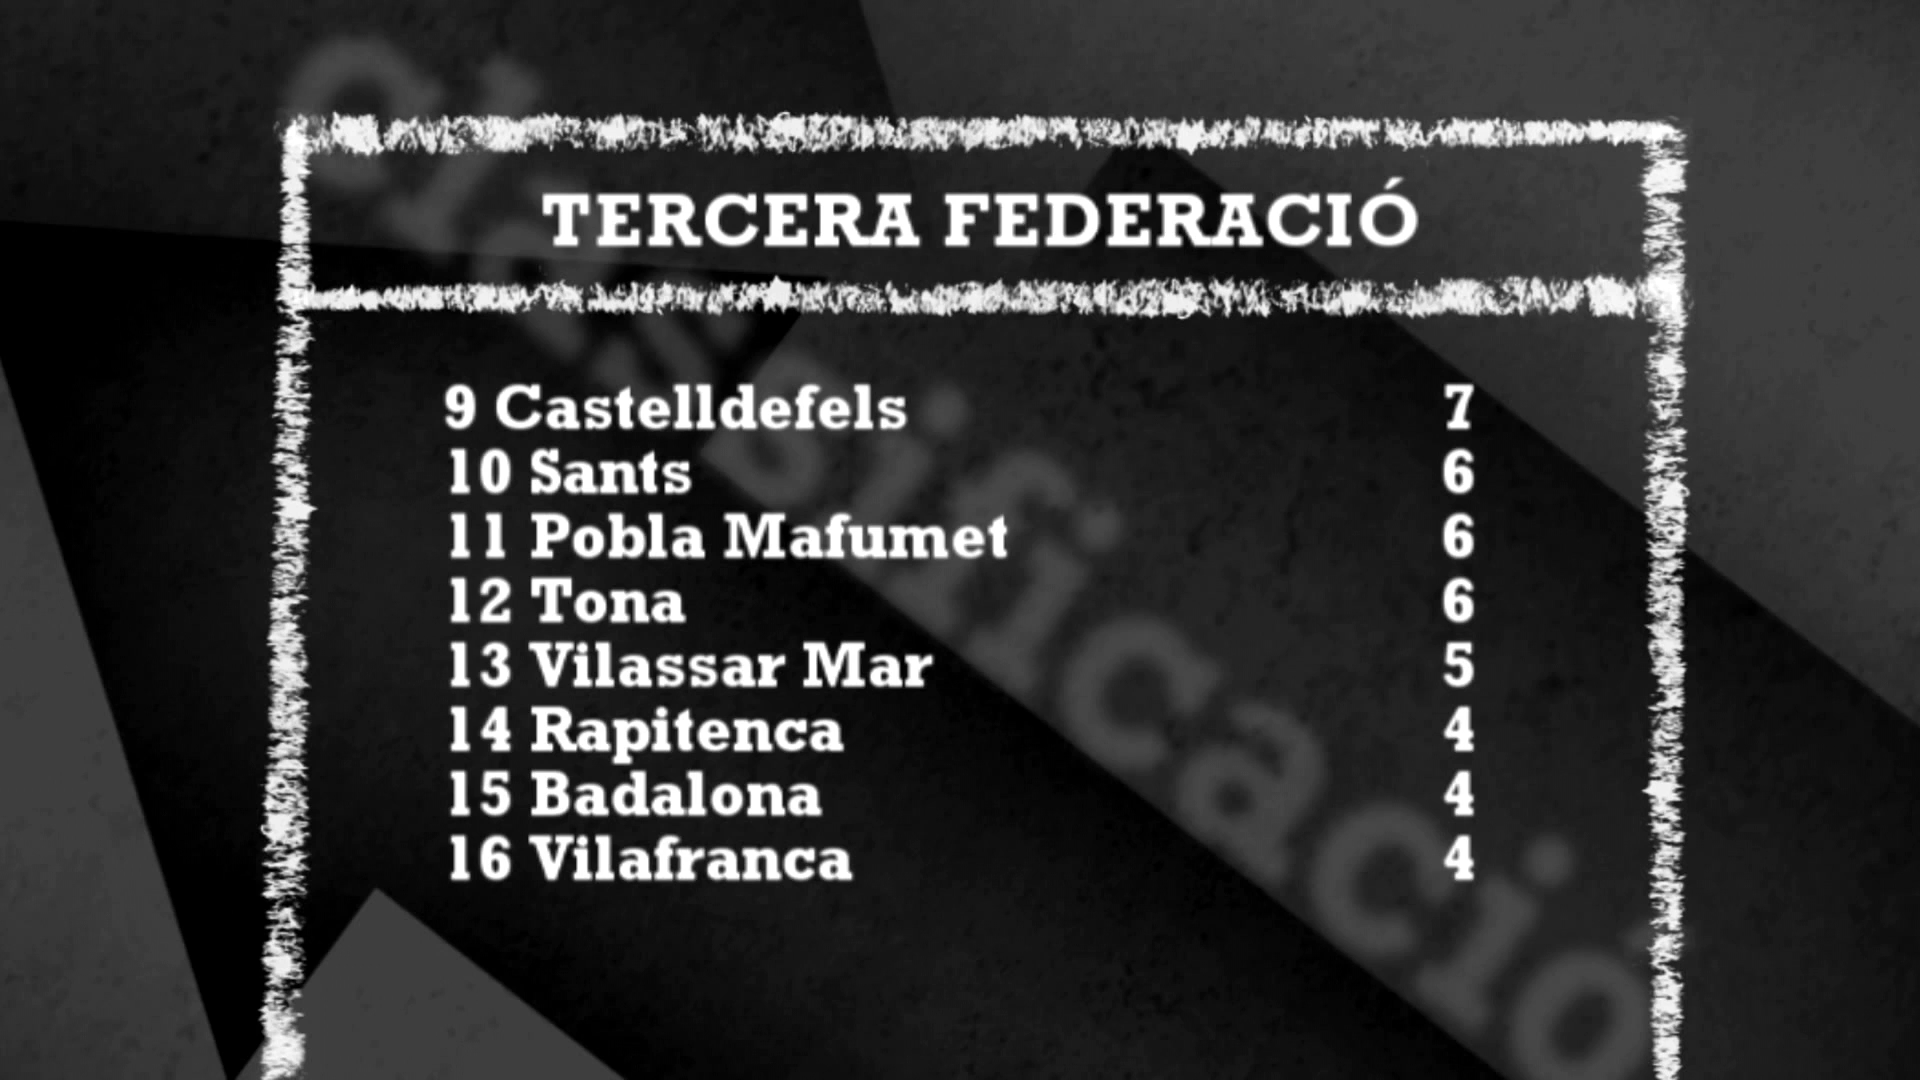 TERCERA FEDERACIÓ
9 Castelldefels 7
10 Sants 6
11 Pobla Mafumet 6
12 Tona 6
13 Vilassar Mar 5
14 Rapitenca 4
15 Badalona 4
16 Vilafranca 4